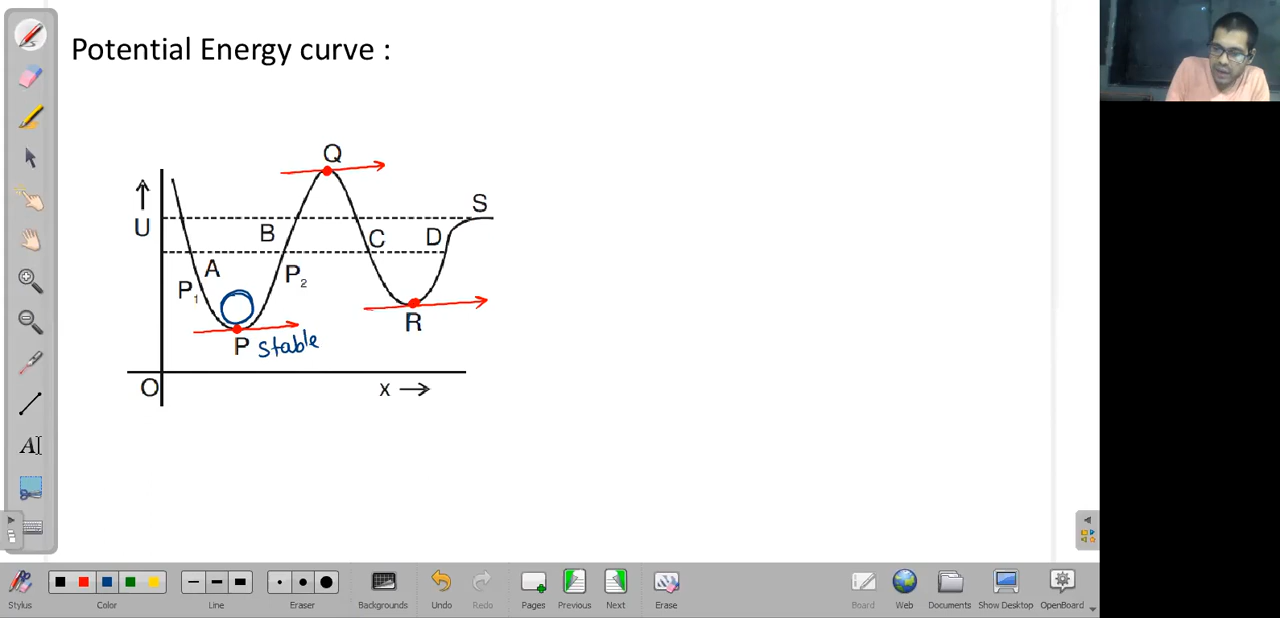 Potential Energy curve :
Q
S
U
B
C
D
A
P₁
P₂
P stable
R
O
x
A
Stylus
Color
Line
Eraser
Backgrounds
Undo
Redo
Pages
Previous
Next
Erase
Board
Web
Documents
Show Desktop
OpenBoard